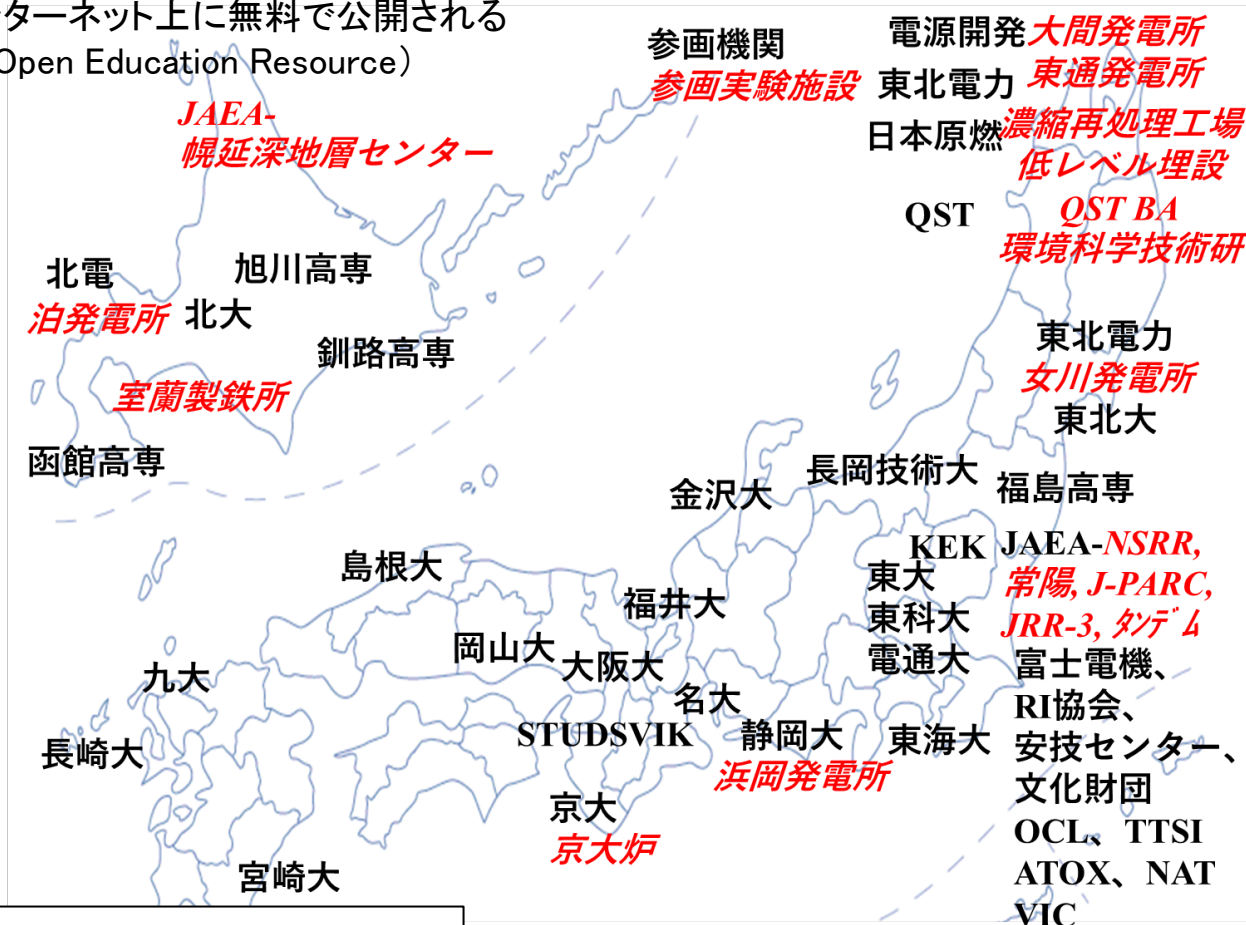 ターネット上に無料で公開される
Open Education Resource）
参画機関
参画実験施設
電源開発大間発電所
東北電力 東通発電所
日本原燃濃縮再処理工場
低レベル埋設
QST QST BA
環境科学技術研
JAEA-
幌延深地層センター
北電
泊発電所
旭川高専
北大
釧路高専
室蘭製鉄所
函館高専
東北電力
女川発電所
東北大
長岡技術大
金沢大
福島高専
KEK
JAEA-NSRR,
常陽, J-PARC,
JRR-3, ﾀﾝﾃﾞﾑ
東大
東科大
電通大
島根大
福井大
岡山大
大阪大
名大
九大
長崎大
STUDSVIK
静岡大
浜岡発電所
東海大
京大
京大炉
宮崎大
富士電機、
RI協会、
安技センター、
文化財団
OCL、TTSI
ATOX、NAT
VIC